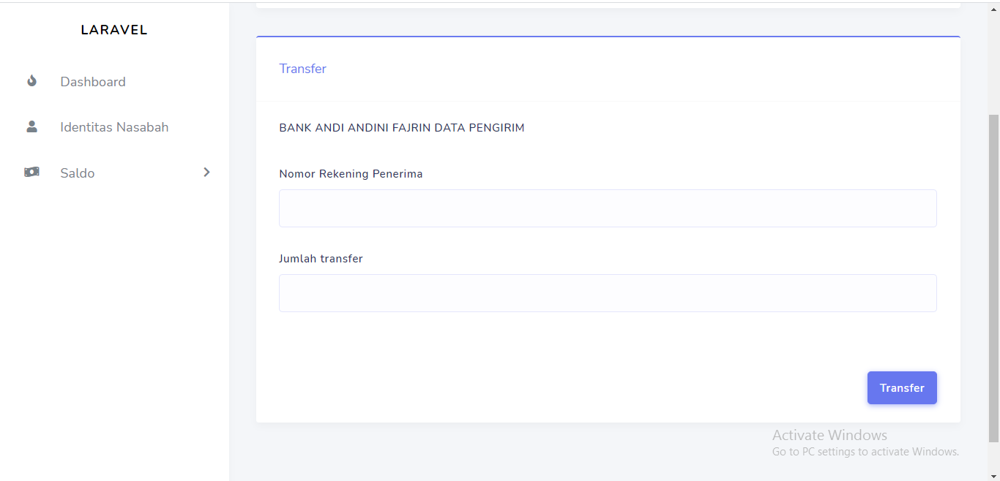 LARAVEL
Dashboard
Identitas Nasabah
Saldo
Transfer
BANK ANDI ANDINI FAJRIN DATA PENGIRIM
Nomor Rekening Penerima
Jumlah transfer
Transfer
Activate Windows
Go to PC settings to activate Windows.